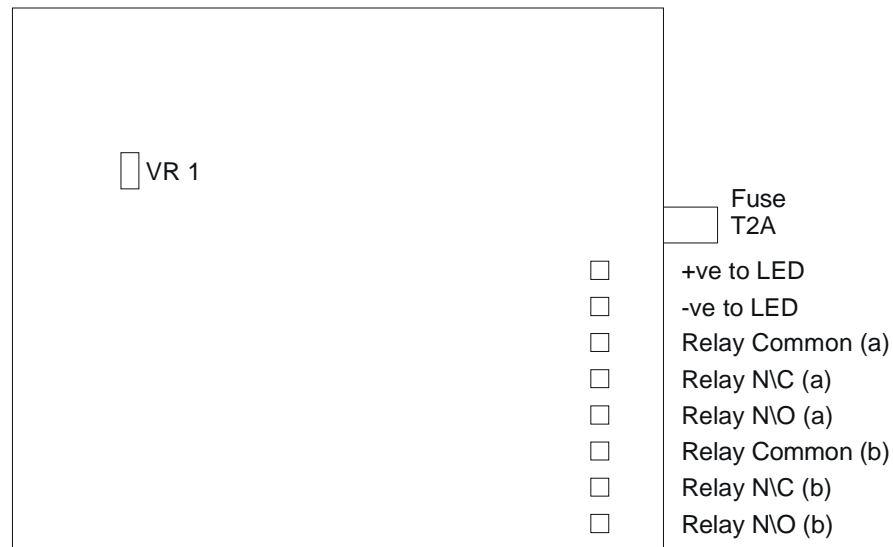 VR 1
Fuse
T2A
+ve to LED
-ve to LED
Relay Common (a)
Relay N\C (a)
Relay N\O (a)
Relay Common (b)
Relay N\C (b)
Relay N\O (b)